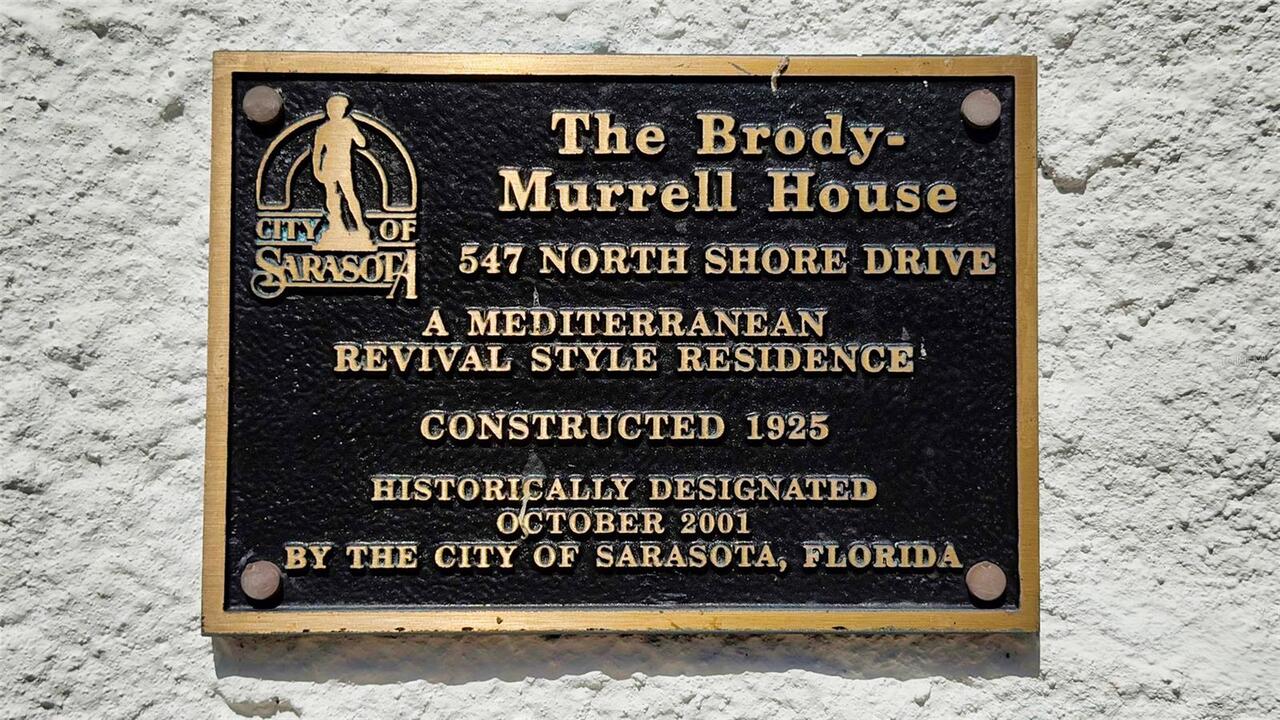 The Brody-
Murrell House
CITY OF
SARASOTA
547 NORTH SHORE DRIVE
A MEDITERRANEAN
REVIVAL STYLE RESIDENCE
CONSTRUCTED 1925
HISTORICALLY DESIGNATED
OCTOBER 2001
BY THE CITY OF SARASOTA, FLORIDA